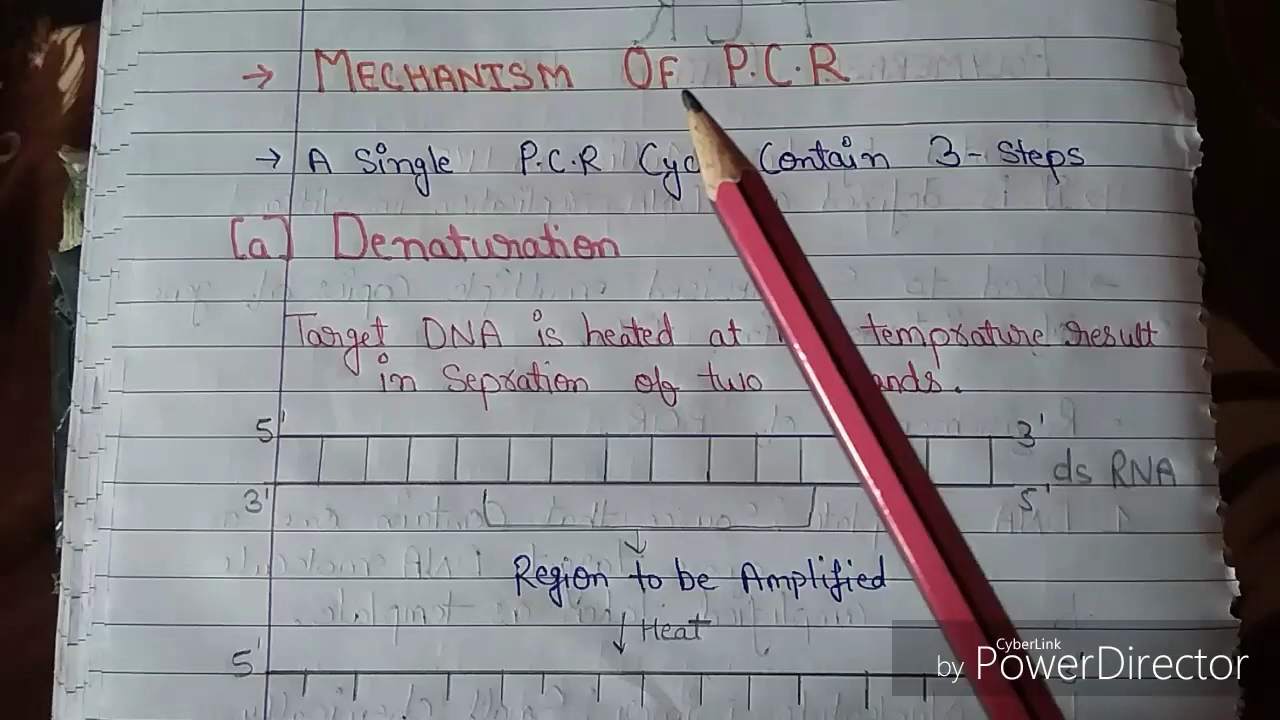 → MECHANISM OF P.C.R
→ A Single P.C.R Cyc Contain 3-Steps
[a] Denaturation
Target DNA is heated at temprature result
in Sepration of two ands.
5' 3'
ds RNA
3' 5'
Region to be Amplified
↓ Heat
5'
CyberLink
by PowerDirector